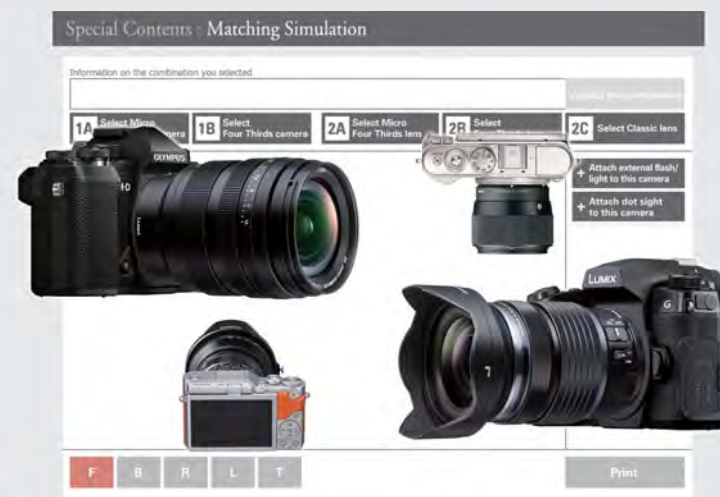 Special Contents : Matching Simulation
Information on the combination you selected
1A Select Micro
1B Select
Four Thirds camera
2A Select Micro
Four Thirds lens
2B Select
2C Select Classic lens
+ Attach external flash/
light to this camera
+ Attach dot sight
to this camera
OLYMPUS
LUMIX
G
L
F B R L T
Print